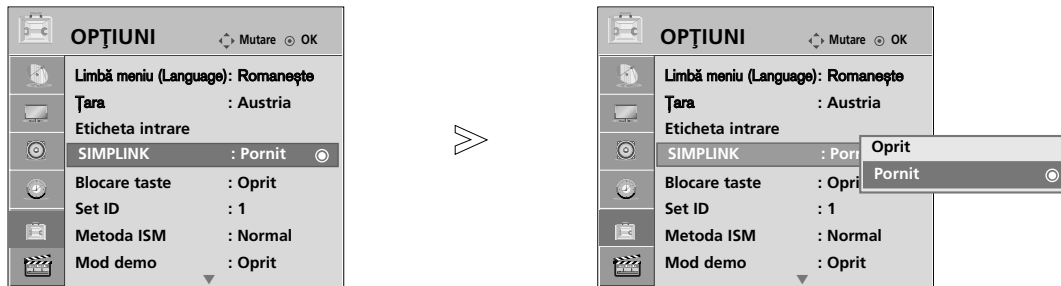 OPŢIUNI Mutare OK
Limbă meniu (Language): Romaneşte
Ţara : Austria
Eticheta intrare
SIMPLINK : Pornit
Blocare taste : Oprit
Set ID : 1
Metoda ISM : Normal
Mod demo : Oprit
OPŢIUNI Mutare OK
Limbă meniu (Language): Romaneşte
Ţara : Austria
Eticheta intrare
SIMPLINK : Porn
Blocare taste : Opri
Set ID : 1
Metoda ISM : Normal
Mod demo : Oprit
Oprit
Pornit